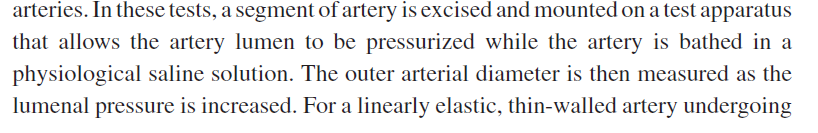 arteries. In these tests, a segment of artery is excised and mounted on a test apparatus
that allows the artery lumen to be pressurized while the artery is bathed in a
physiological saline solution. The outer arterial diameter is then measured as the
lumenal pressure is increased. For a linearly elastic, thin-walled artery undergoing